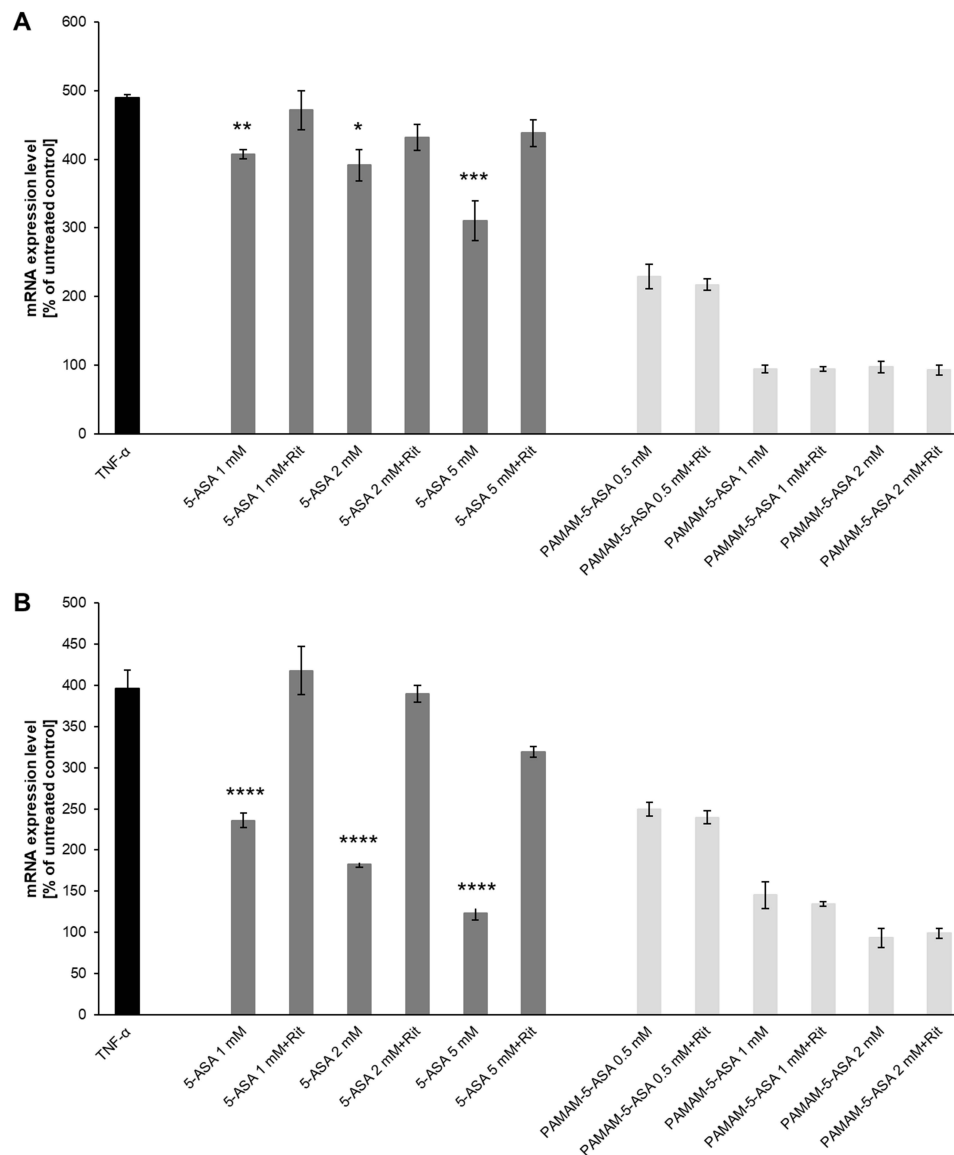 A
mRNA expression level
[% of untreated control]
600
500
400
300
200
100
0
**
*
***
TNF-α
5-ASA 1 mM
5-ASA 1 mM+Rit
5-ASA 2 mM
5-ASA 2 mM+Rit
5-ASA 5 mM
5-ASA 5 mM+Rit
PAMAM-5-ASA 0.5 mM
PAMAM-5-ASA 0.5 mM+Rit
PAMAM-5-ASA 1 mM
PAMAM-5-ASA 1 mM+Rit
PAMAM-5-ASA 2 mM
PAMAM-5-ASA 2 mM+Rit
B
mRNA expression level
[% of untreated control]
500
450
400
350
300
250
200
150
100
50
0
****
****
****
TNF-α
5-ASA 1 mM
5-ASA 1 mM+Rit
5-ASA 2 mM
5-ASA 2 mM+Rit
5-ASA 5 mM
5-ASA 5 mM+Rit
PAMAM-5-ASA 0.5 mM
PAMAM-5-ASA 0.5 mM+Rit
PAMAM-5-ASA 1 mM
PAMAM-5-ASA 1 mM+Rit
PAMAM-5-ASA 2 mM
PAMAM-5-ASA 2 mM+Rit